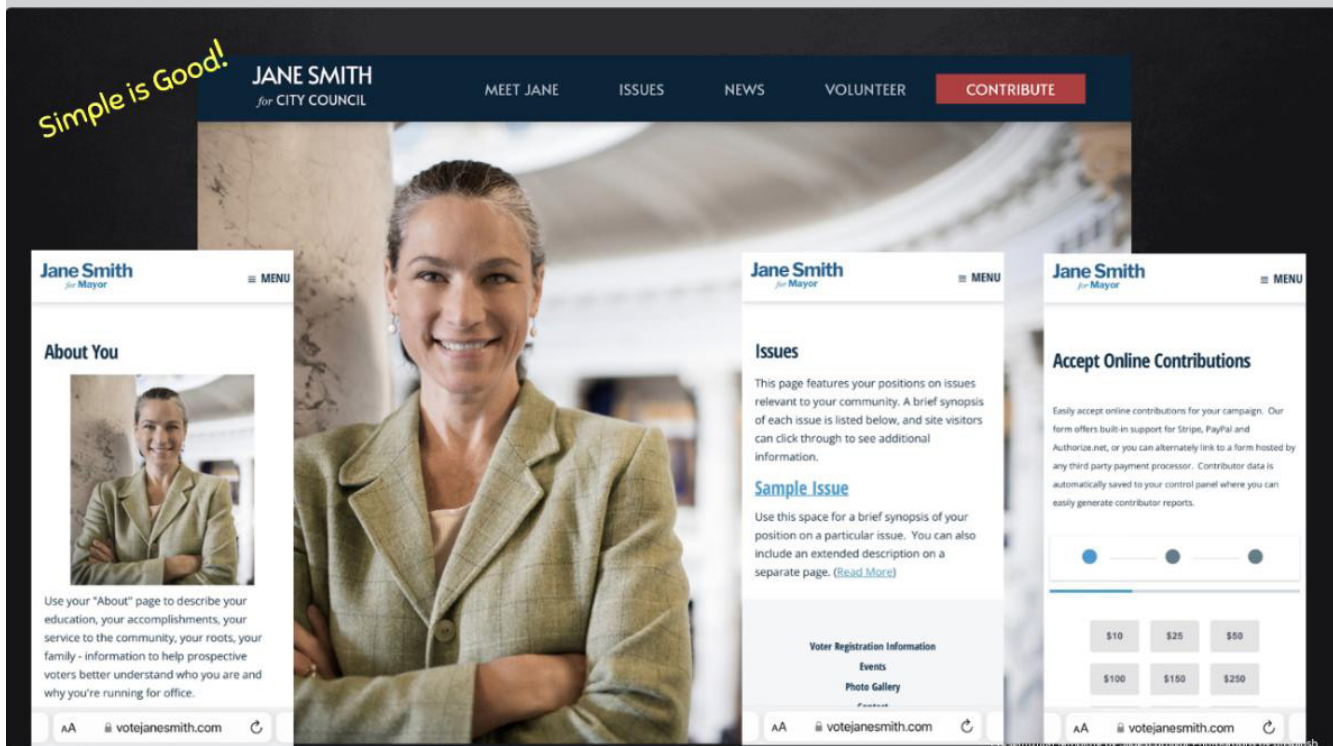 Simple is Good!
JANE SMITH
for CITY COUNCIL
MEET JANE
ISSUES
NEWS
VOLUNTEER
CONTRIBUTE
Jane Smith
for Mayor
≡ MENU
About You
Use your "About" page to describe your
education, your accomplishments, your
service to the community, your roots, your
family - information to help prospective
voters better understand who you are and
why you're running for office.
AA
votejanesmith.com
Jane Smith
for Mayor
≡ MENU
Issues
This page features your positions on issues
relevant to your community. A brief synopsis
of each issue is listed below, and site visitors
can click through to see additional
information.
Sample Issue
Use this space for a brief synopsis of your
position on a particular issue. You can also
include an extended description on a
separate page. (Read More)
Voter Registration Information
Events
Photo Gallery
Contact
AA
votejanesmith.com
Jane Smith
for Mayor
≡ MENU
Accept Online Contributions
Easily accept online contributions for your campaign. Our
form offers built-in support for Stripe, PayPal and
Authorize.net, or you can alternately link to a form hosted by
any third party payment processor. Contributor data is
automatically saved to your control panel where you can
easily generate contributor reports.
$10
$25
$50
$100
$150
$250
AA
votejanesmith.com